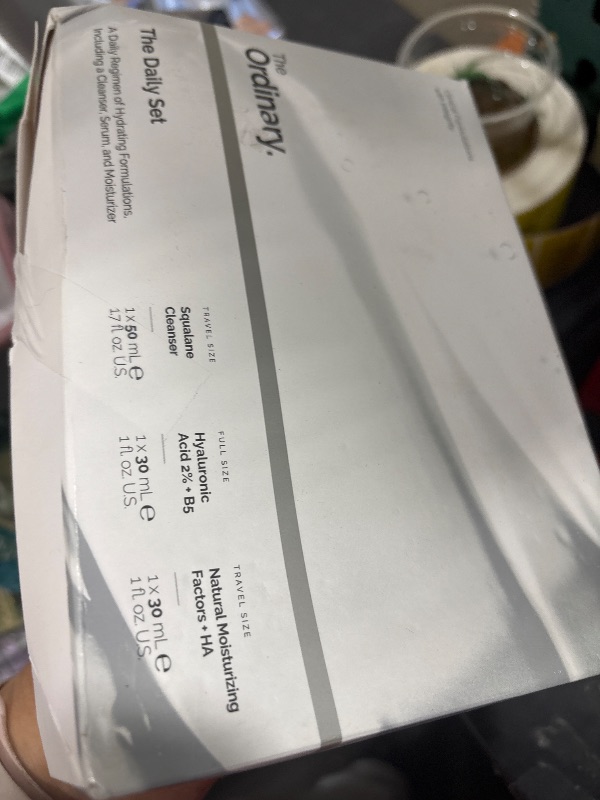 The
Ordinary.
The Daily Set
A Daily Regimen of Hydrating Formulations,
Including a Cleanser, Serum, and Moisturizer
TRAVEL SIZE
Squalane
Cleanser
1 x 50 mL ℮
1.7 fl. oz. U.S.
FULL SIZE
Hyaluronic
Acid 2% + B5
1 x 30 mL ℮
1 fl. oz. U.S.
TRAVEL SIZE
Natural Moisturizing
Factors + HA
1 x 30 mL ℮
1 fl. oz. U.S.